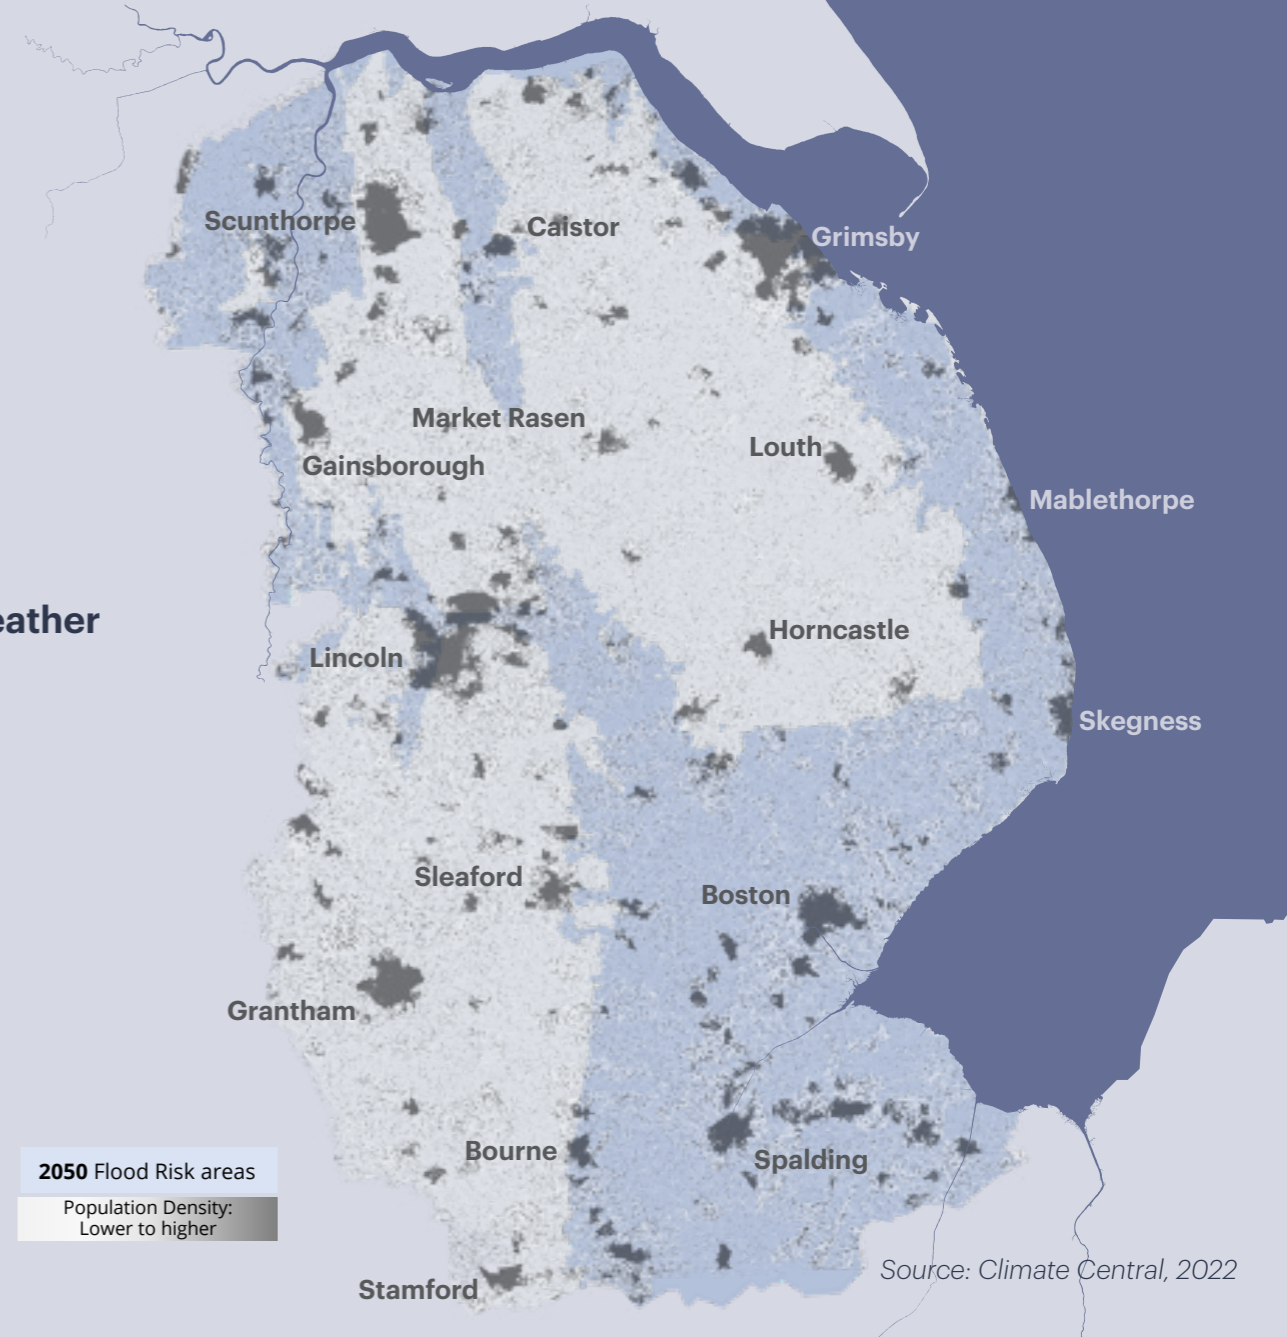 Scunthorpe
Caistor
Grimsby
Market Rasen
Louth
Gainsborough
Mablethorpe
eather
Horncastle
Lincoln
Skegness
Sleaford
Boston
Grantham
Bourne
Spalding
2050 Flood Risk areas
Population Density:
Lower to higher
Source: Climate Central, 2022
Stamford